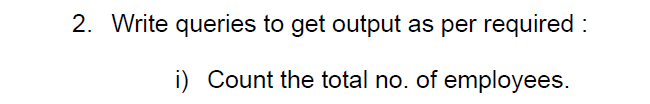 2. Write queries to get output as per required :
i) Count the total no. of employees.